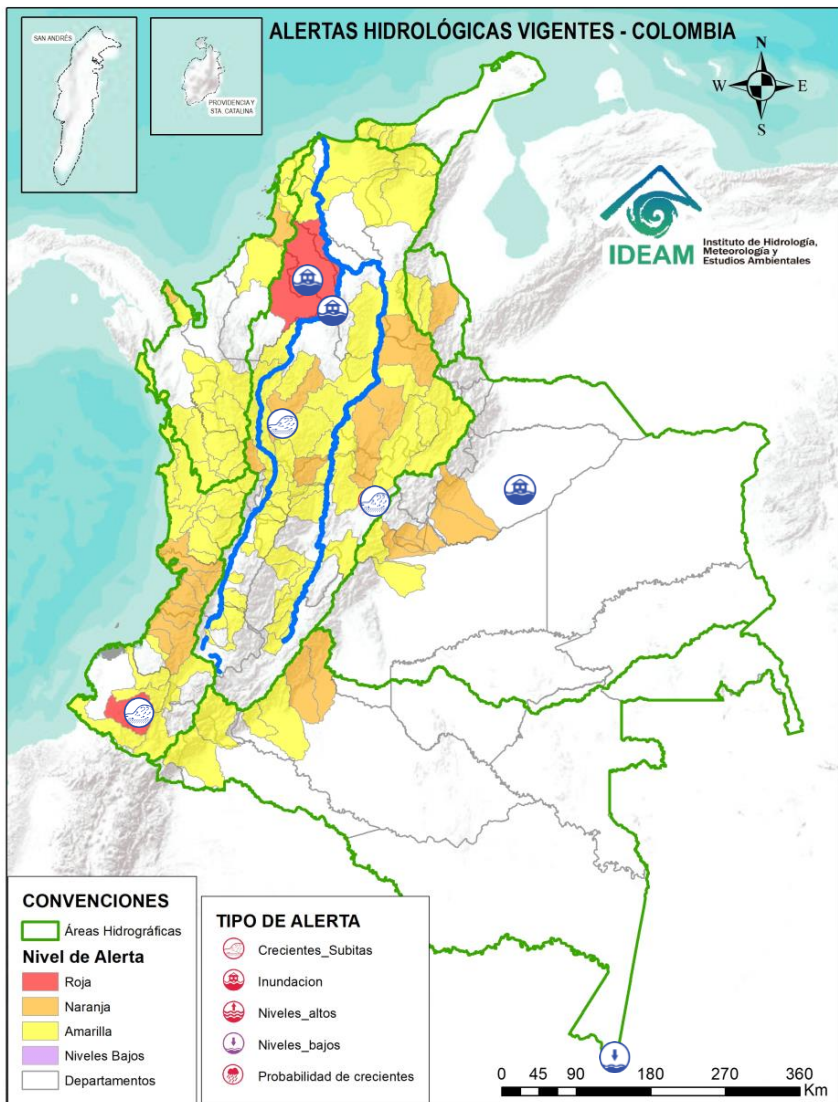 ALERTAS HIDROLÓGICAS VIGENTES - COLOMBIA
SAN ANDRÉS
PROVIDENCIA Y
STA. CATALINA
N
W
E
S
IDEAM
Instituto de Hidrología,
Meteorología y
Estudios Ambientales
CONVENCIONES
Áreas Hidrográficas
Nivel de Alerta
Roja
Naranja
Amarilla
Niveles Bajos
Departamentos
TIPO DE ALERTA
Crecientes_Subitas
Inundacion
Niveles_altos
Niveles_bajos
Probabilidad de crecientes
0 45 90 180 270 360
Km